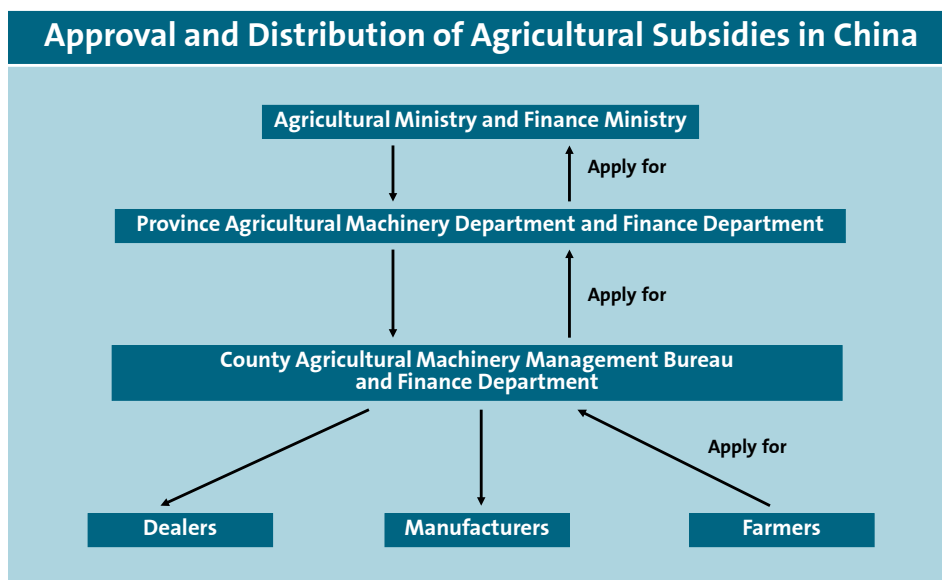 Approval and Distribution of Agricultural Subsidies in China
Agricultural Ministry and Finance Ministry
Apply for
Province Agricultural Machinery Department and Finance Department
Apply for
County Agricultural Machinery Management Bureau
and Finance Department
Apply for
Dealers
Manufacturers
Farmers